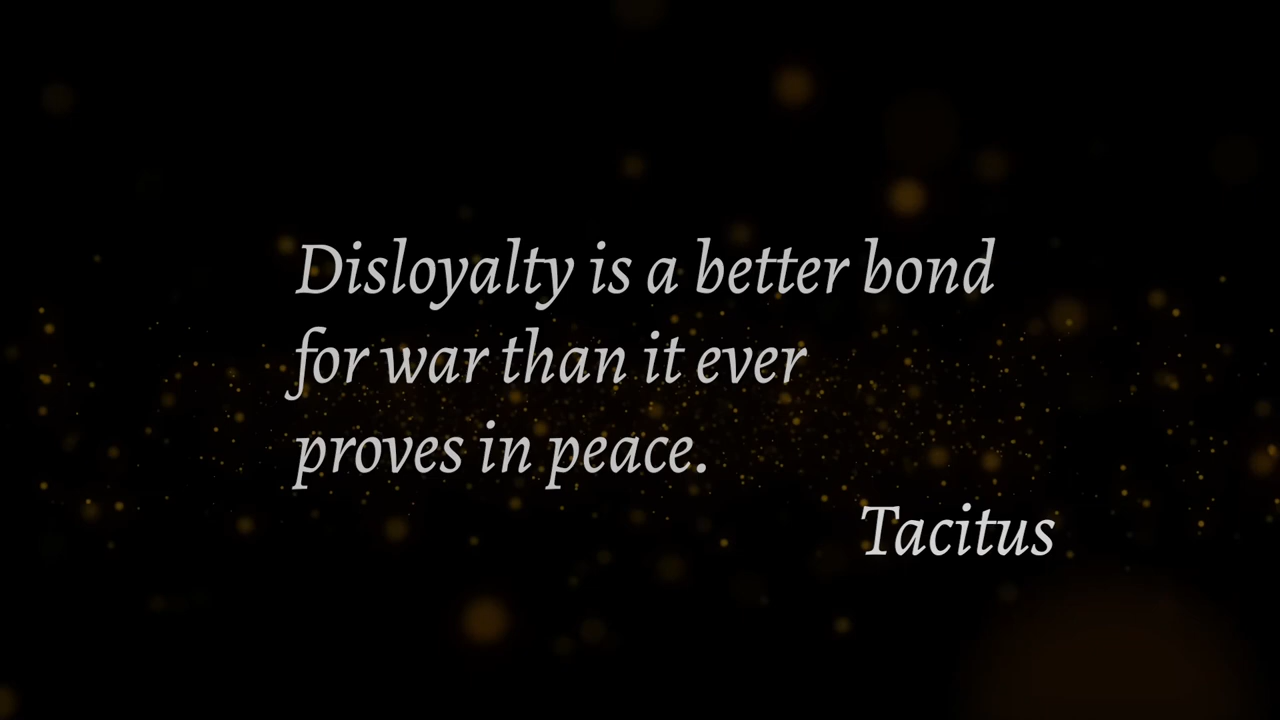 Disloyalty is a better bond
for war than it ever
proves in peace.
Tacitus